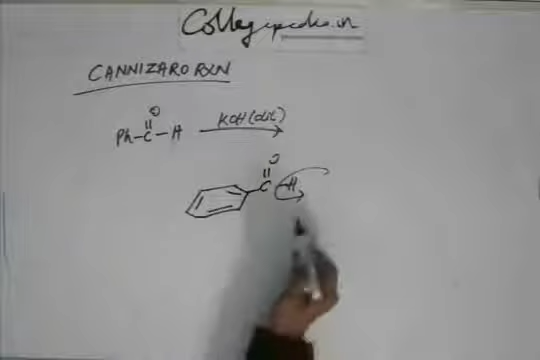 Collegepedia.in
CANNIZARO RXN
O
Ph-C-H KOH(dil)
O
C H